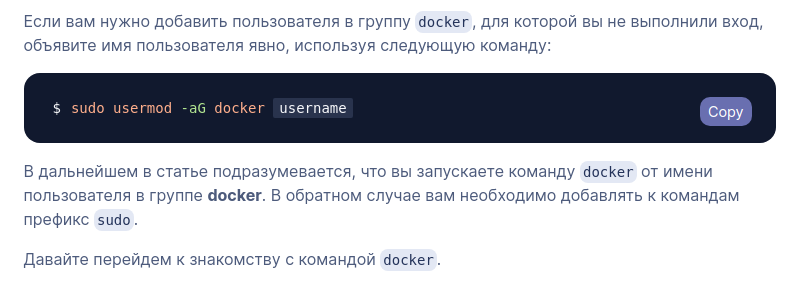 Если вам нужно добавить пользователя в группу docker, для которой вы не выполнили вход,
объявите имя пользователя явно, используя следующую команду:
$ sudo usermod -aG docker username
Copy
В дальнейшем в статье подразумевается, что вы запускаете команду docker от имени
пользователя в группе docker. В обратном случае вам необходимо добавлять к командам
префикс sudo.
Давайте перейдем к знакомству с командой docker.